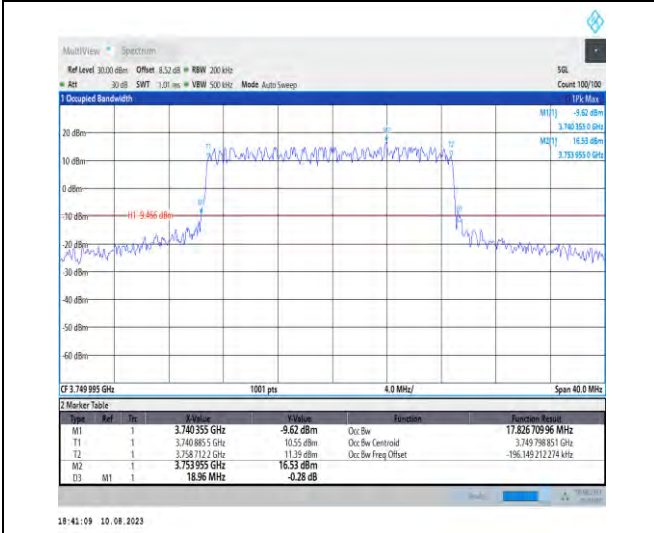 MultiView Spectrum
Ref Level 30.00 dBm Offset 8.52 dB RBW 200 kHz SGL
Att 30 dB SWT 1.01 ms VBW 500 kHz Mode Auto Sweep Count 100/100
1 Occupied Bandwidth 1Pk Max
M1[1] -9.62 dBm
3.740 355 0 GHz
M2[1] 16.53 dBm
3.753 955 0 GHz
20 dBm
10 dBm
0 dBm
-10 dBm
H1 -9.466 dBm
-20 dBm
-30 dBm
-40 dBm
-50 dBm
-60 dBm
T1
M2
T2
CF 3.749 995 GHz 1001 pts 4.0 MHz/ Span 40.0 MHz
2 Marker Table
Type Ref Trc X-Value Y-Value Function Function Result
M1 1 3.740355 GHz -9.62 dBm Occ Bw 17.826 709 96 MHz
T1 1 3.740 885 5 GHz 10.55 dBm Occ Bw Centroid 3.749 798 851 GHz
T2 1 3.758 712 2 GHz 11.39 dBm Occ Bw Freq Offset -196.149 212 274 kHz
M2 1 3.753955 GHz 16.53 dBm
D3 M1 1 18.96 MHz -0.28 dB
18:41:09 10.08.2023